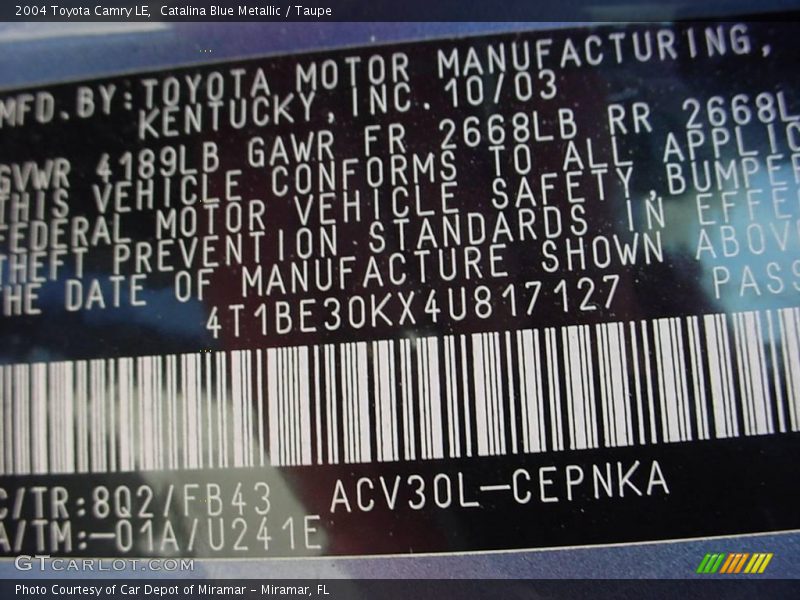 2004 Toyota Camry LE,  Catalina Blue Metallic / Taupe
MFD.BY:TOYOTA MOTOR MANUFACTURING,
KENTUCKY,INC. 10/03
GVWR 4189LB GAWR FR 2668LB RR 2668L
THIS VEHICLE CONFORMS TO ALL APPLIC
FEDERAL MOTOR VEHICLE SAFETY,BUMPER
THEFT PREVENTION STANDARDS IN EFFE
THE DATE OF MANUFACTURE SHOWN ABOV
4T1BE30KX4U817127 PASS
C/TR:8Q2/FB43 ACV30L-CEPNKA
A/TM:-01A/U241E
GTCARLOT.COM
Photo Courtesy of Car Depot of Miramar - Miramar, FL